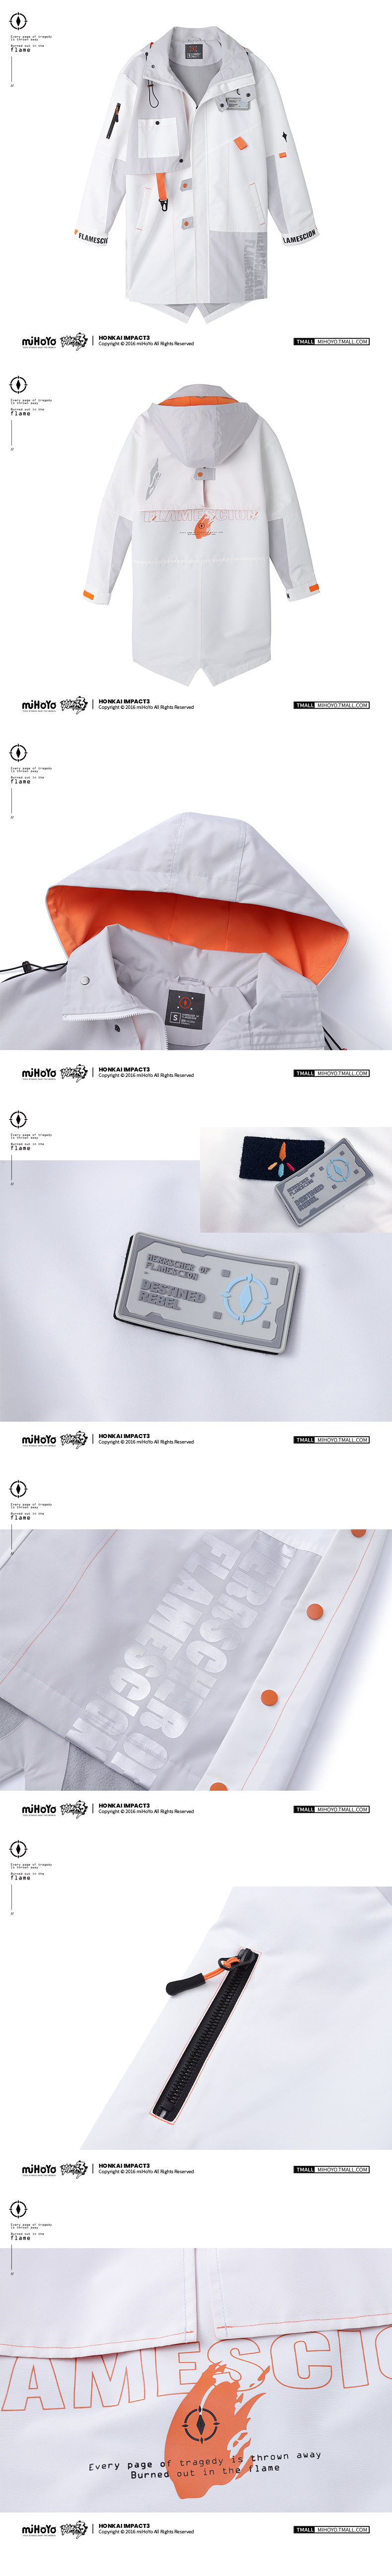 Every page of tragedy
is thrown away
Burned out in the
flame
//
FLAMESCION
LAMESCION
miHoYo
HONKAI IMPACT3
Copyright © 2016 miHoYo All Rights Reserved
TMALL MIHOYO.TMALL.COM
Every page of tragedy
is thrown away
Burned out in the
flame
//
FLAMESCION
miHoYo
HONKAI IMPACT3
Copyright © 2016 miHoYo All Rights Reserved
TMALL MIHOYO.TMALL.COM
Every page of tragedy
is thrown away
Burned out in the
flame
//
S
miHoYo
HONKAI IMPACT3
Copyright © 2016 miHoYo All Rights Reserved
TMALL MIHOYO.TMALL.COM
Every page of tragedy
is thrown away
Burned out in the
flame
//
HERRSCHER OF
FLAMESCION
DESTINED
REBEL
HERRSCHER OF
FLAMESCION
DESTINED
REBEL
miHoYo
HONKAI IMPACT3
Copyright © 2016 miHoYo All Rights Reserved
TMALL MIHOYO.TMALL.COM
Every page of tragedy
is thrown away
Burned out in the
flame
//
HERRSCHER OF
FLAMESCION
miHoYo
HONKAI IMPACT3
Copyright © 2016 miHoYo All Rights Reserved
TMALL MIHOYO.TMALL.COM
Every page of tragedy
is thrown away
Burned out in the
flame
//
miHoYo
HONKAI IMPACT3
Copyright © 2016 miHoYo All Rights Reserved
TMALL MIHOYO.TMALL.COM
Every page of tragedy
is thrown away
Burned out in the
flame
//
AMESCIO
Every page of tragedy is thrown away
Burned out in the flame
miHoYo
HONKAI IMPACT3
Copyright © 2016 miHoYo All Rights Reserved
TMALL MIHOYO.TMALL.COM